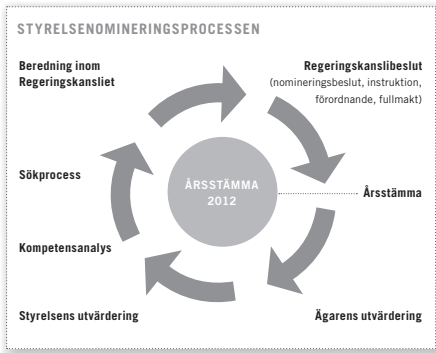 STYRELSENOMINERINGSPROCESSEN
Beredning inom
Regeringskansliet
Regeringskanslibeslut
(nomineringsbeslut, instruktion,
förordnande, fullmakt)
Sökprocess
ÅRSSTÄMMA
2012
Årsstämma
Kompetensanalys
Styrelsens utvärdering
Ägarens utvärdering